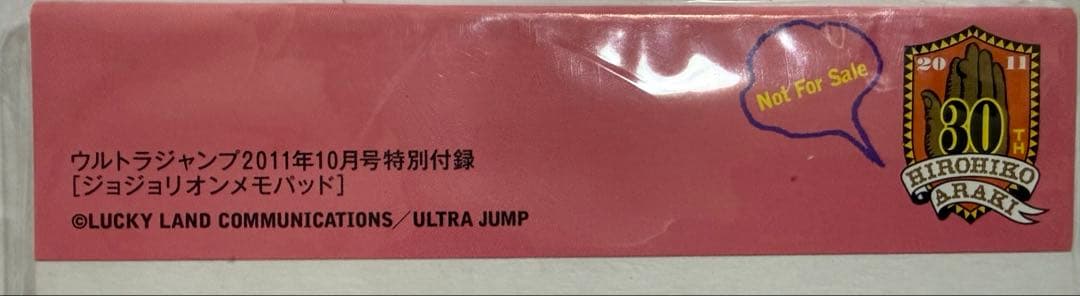 ウルトラジャンプ2011年10月号特別付録
[ジョジョリオンメモパッド]
©LUCKY LAND COMMUNICATIONS／ULTRA JUMP
Not For Sale
2011
30TH
HIROHIKO
ARAKI